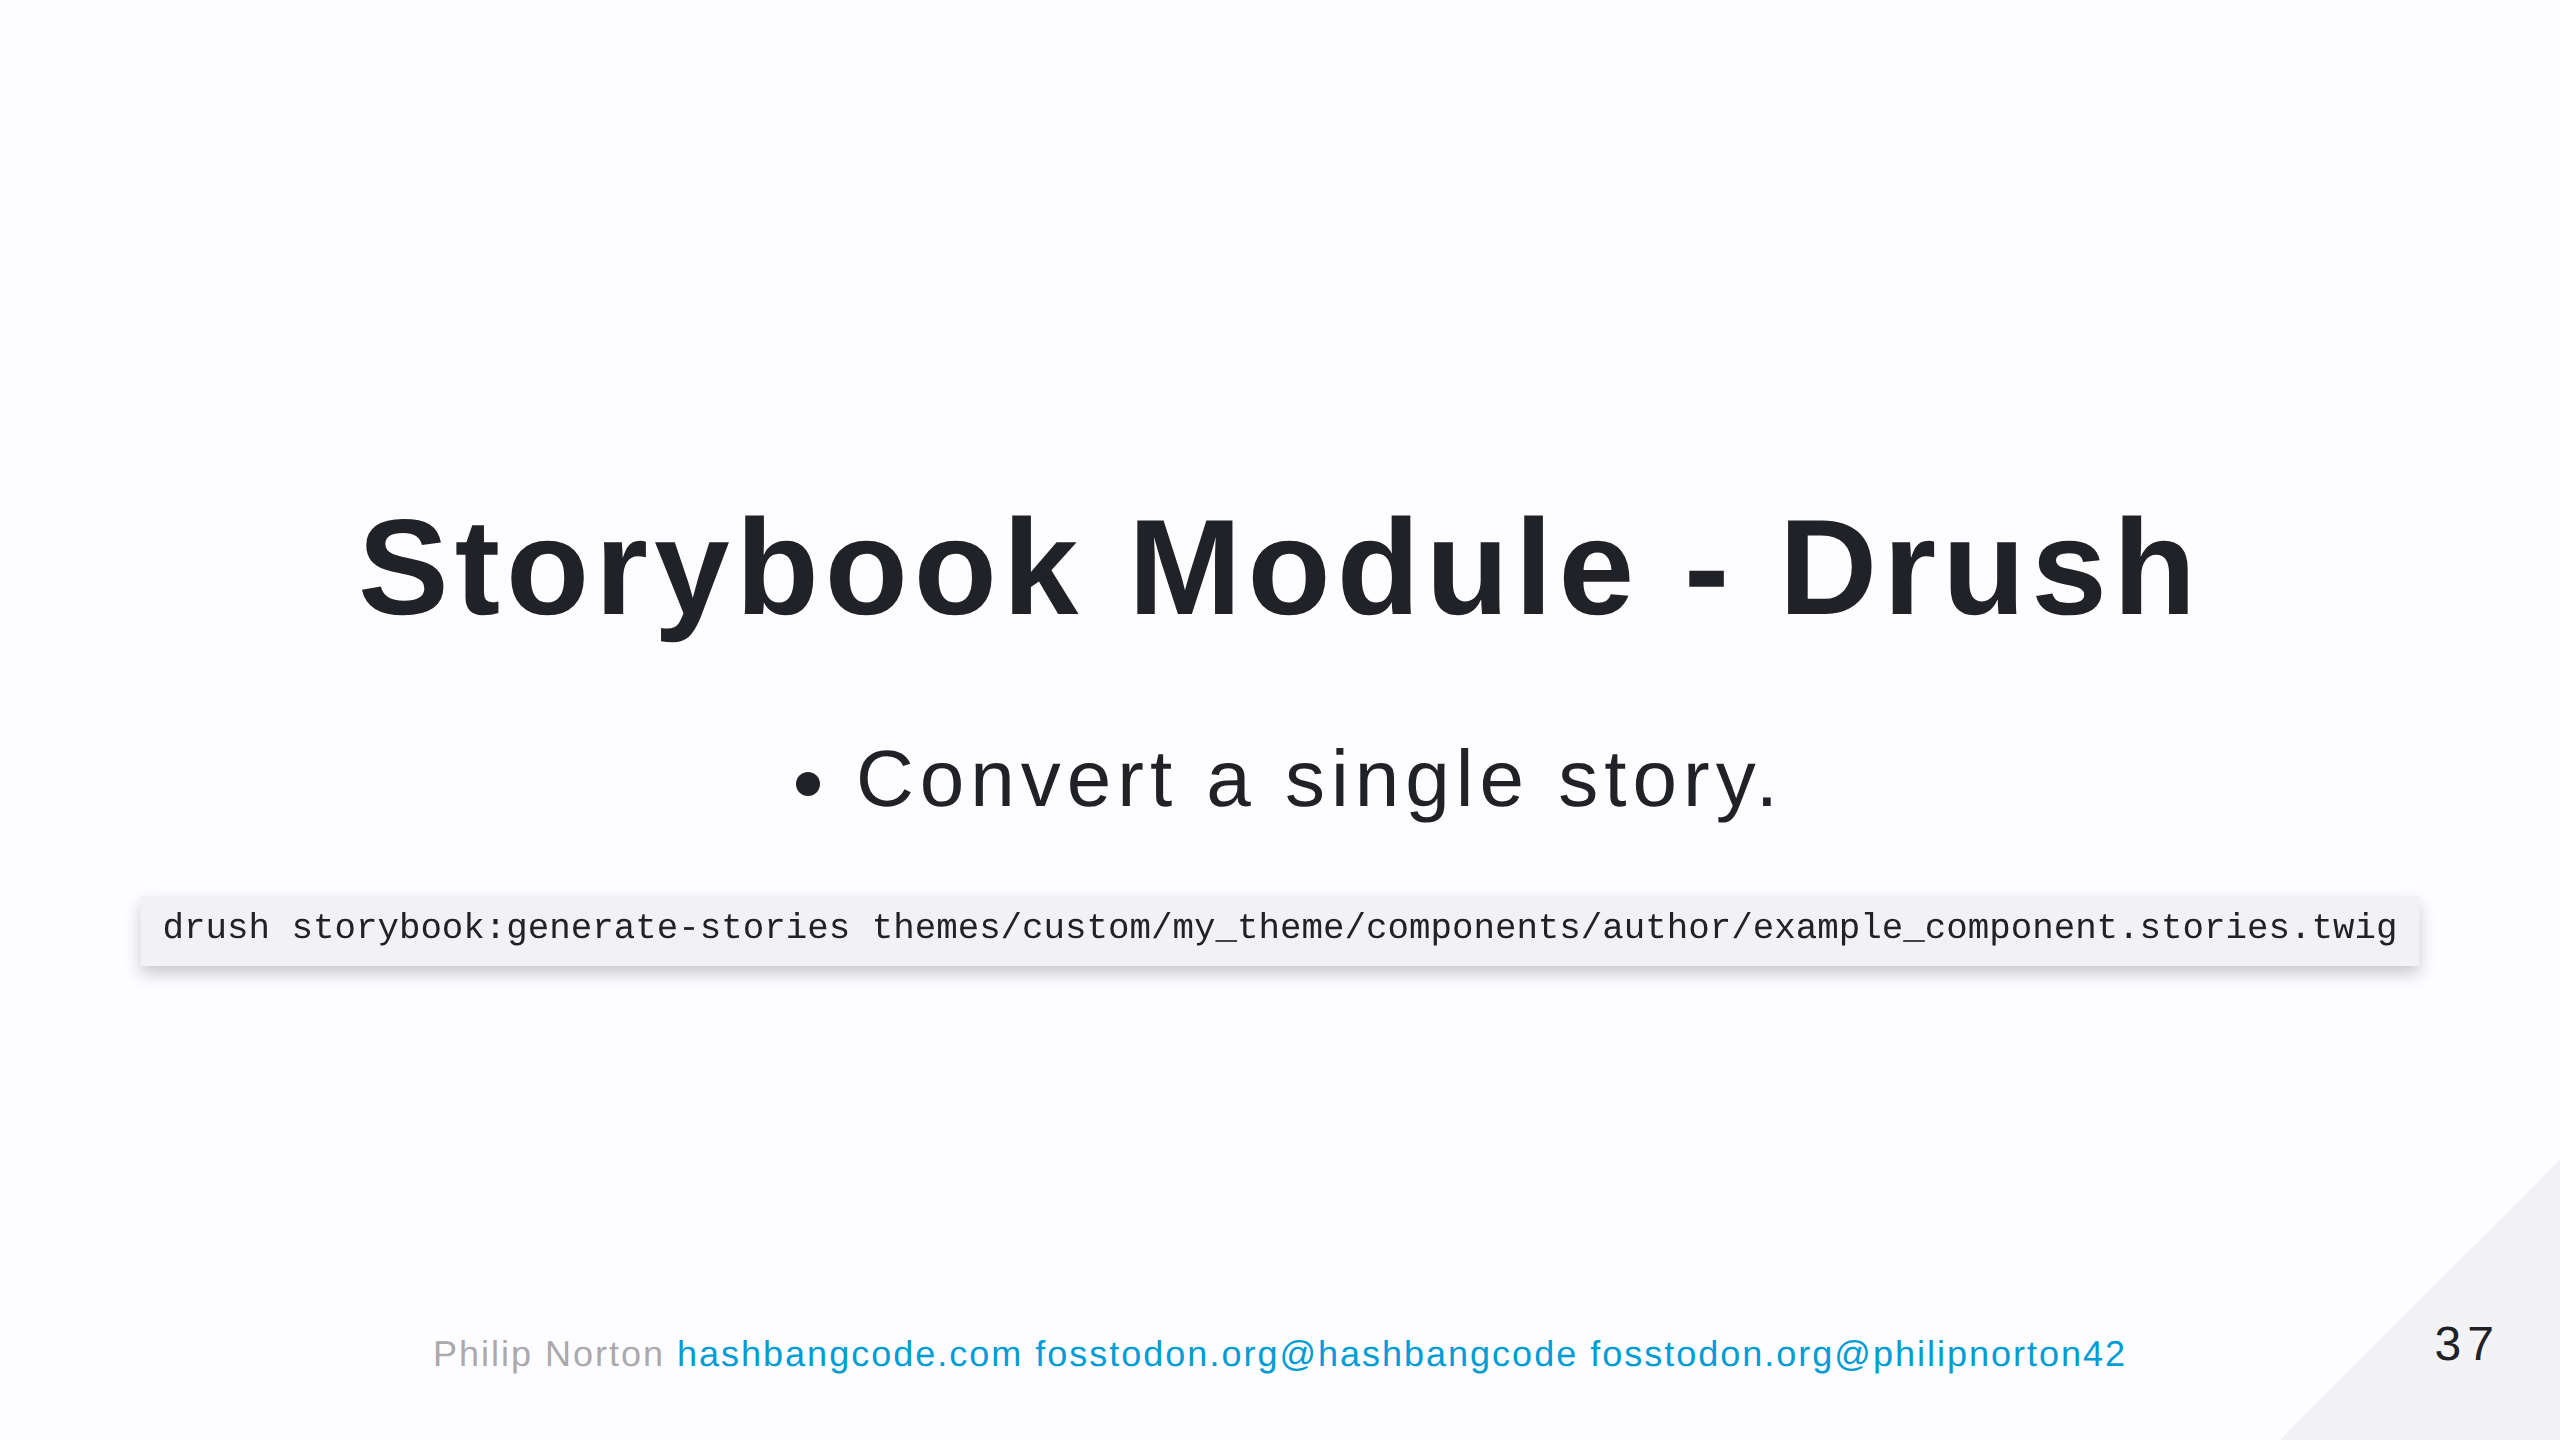 Storybook Module - Drush
• Convert a single story.
drush storybook:generate-stories themes/custom/my_theme/components/author/example_component.stories.twig
Philip Norton hashbangcode.com fosstodon.org@hashbangcode fosstodon.org@philipnorton42
37